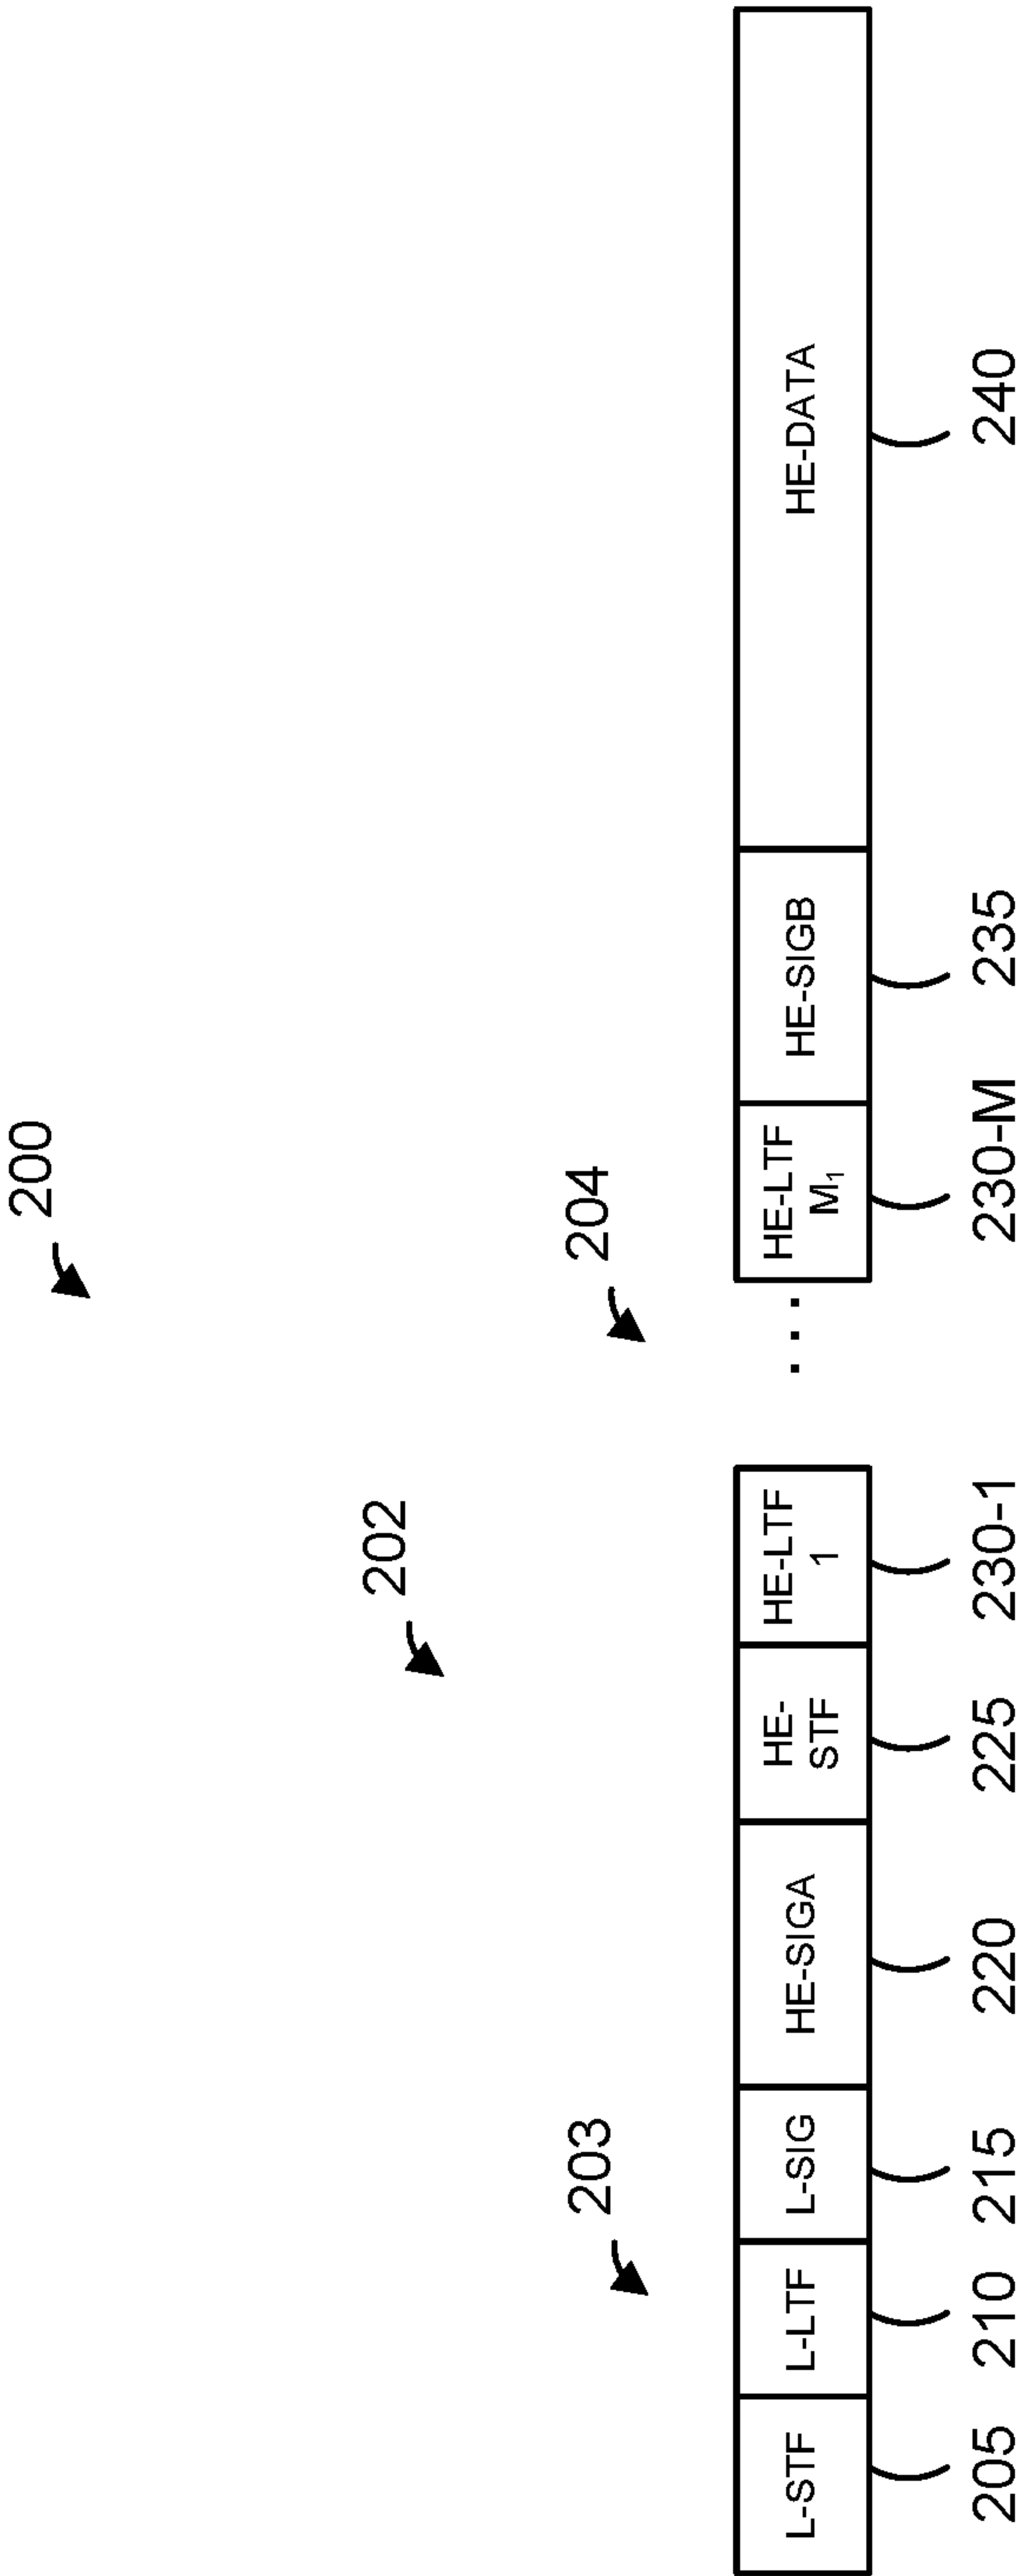 200
202
203
204
L-STF
L-LTF
L-SIG
HE-SIGA
HE-
STF
HE-LTF
1
. . .
HE-LTF
M₁
HE-SIGB
HE-DATA
205
210
215
220
225
230-1
230-M
235
240